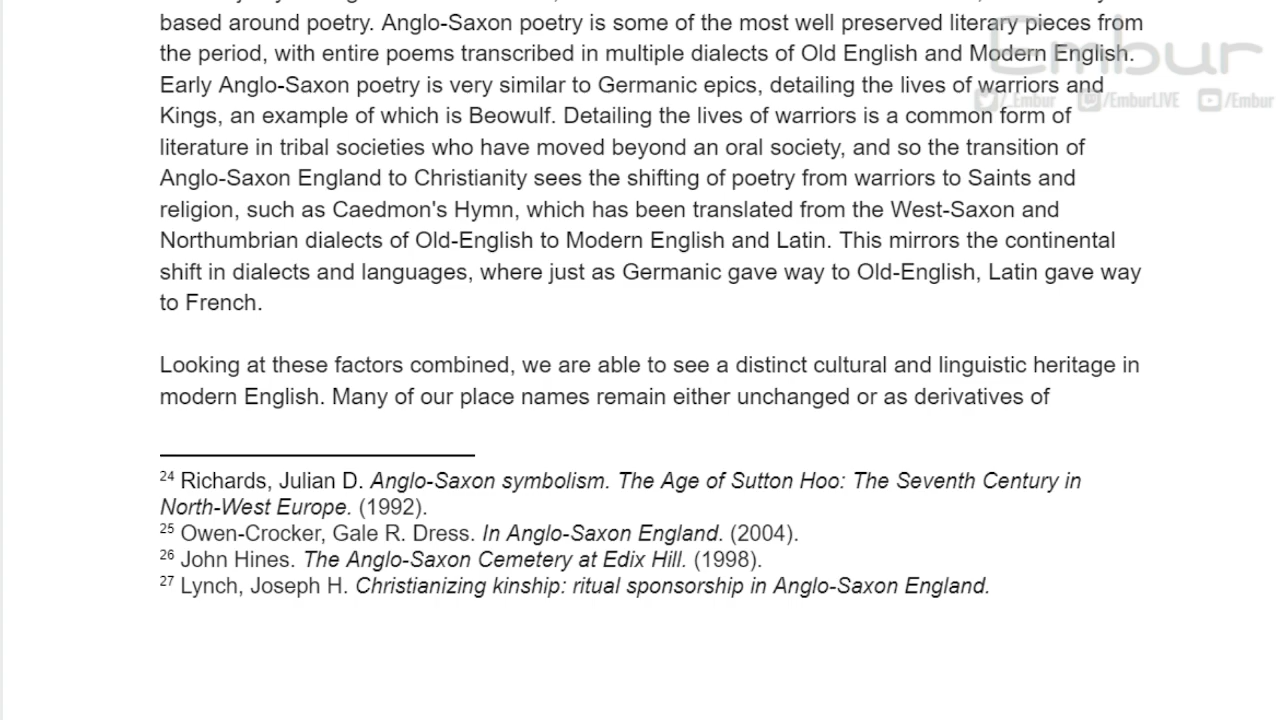 based around poetry. Anglo-Saxon poetry is some of the most well preserved literary pieces from
the period, with entire poems transcribed in multiple dialects of Old English and Modern English.
Early Anglo-Saxon poetry is very similar to Germanic epics, detailing the lives of warriors and
Kings, an example of which is Beowulf. Detailing the lives of warriors is a common form of
literature in tribal societies who have moved beyond an oral society, and so the transition of
Anglo-Saxon England to Christianity sees the shifting of poetry from warriors to Saints and
religion, such as Caedmon's Hymn, which has been translated from the West-Saxon and
Northumbrian dialects of Old-English to Modern English and Latin. This mirrors the continental
shift in dialects and languages, where just as Germanic gave way to Old-English, Latin gave way
to French.
Looking at these factors combined, we are able to see a distinct cultural and linguistic heritage in
modern English. Many of our place names remain either unchanged or as derivatives of
24 Richards, Julian D. Anglo-Saxon symbolism. The Age of Sutton Hoo: The Seventh Century in
North-West Europe. (1992).
25 Owen-Crocker, Gale R. Dress. In Anglo-Saxon England. (2004).
26 John Hines. The Anglo-Saxon Cemetery at Edix Hill. (1998).
27 Lynch, Joseph H. Christianizing kinship: ritual sponsorship in Anglo-Saxon England.
Embur
/_Embur /EmburLIVE /Embur